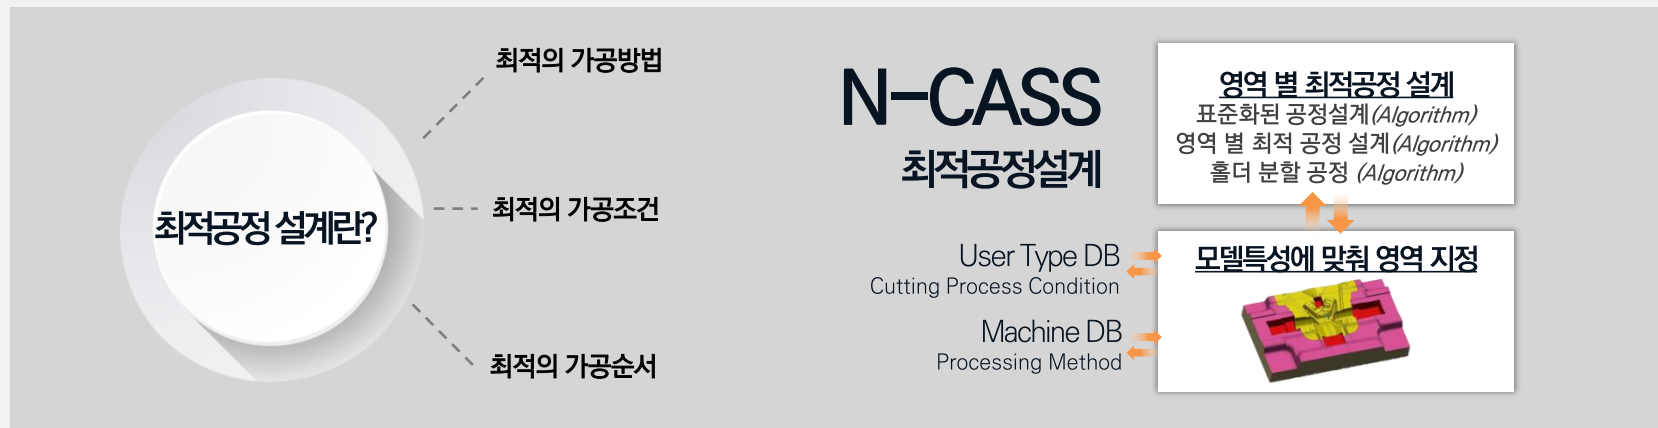 최적공정 설계란?
최적의 가공방법
최적의 가공조건
최적의 가공순서
N-CASS
최적공정설계
영역 별 최적공정 설계
표준화된 공정설계(Algorithm)
영역 별 최적 공정 설계(Algorithm)
홀더 분할 공정 (Algorithm)
User Type DB
Cutting Process Condition
Machine DB
Processing Method
모델특성에 맞춰 영역 지정